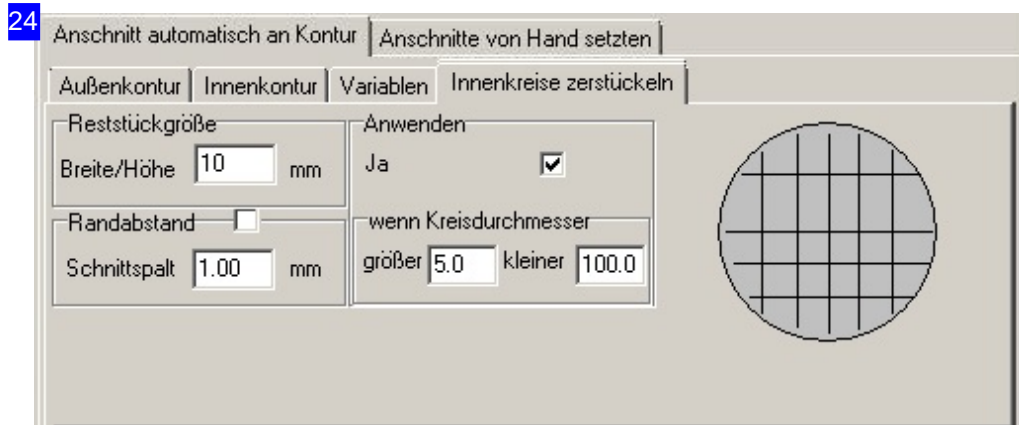 24
Anschnitt automatisch an Kontur Anschnitte von Hand setzten
Außenkontur Innenkontur Variablen Innenkreise zerstückeln
Reststückgröße
Breite/Höhe 10 mm
Anwenden
Ja
Randabstand
Schnittspalt 1.00 mm
wenn Kreisdurchmesser
größer 5.0 kleiner 100.0